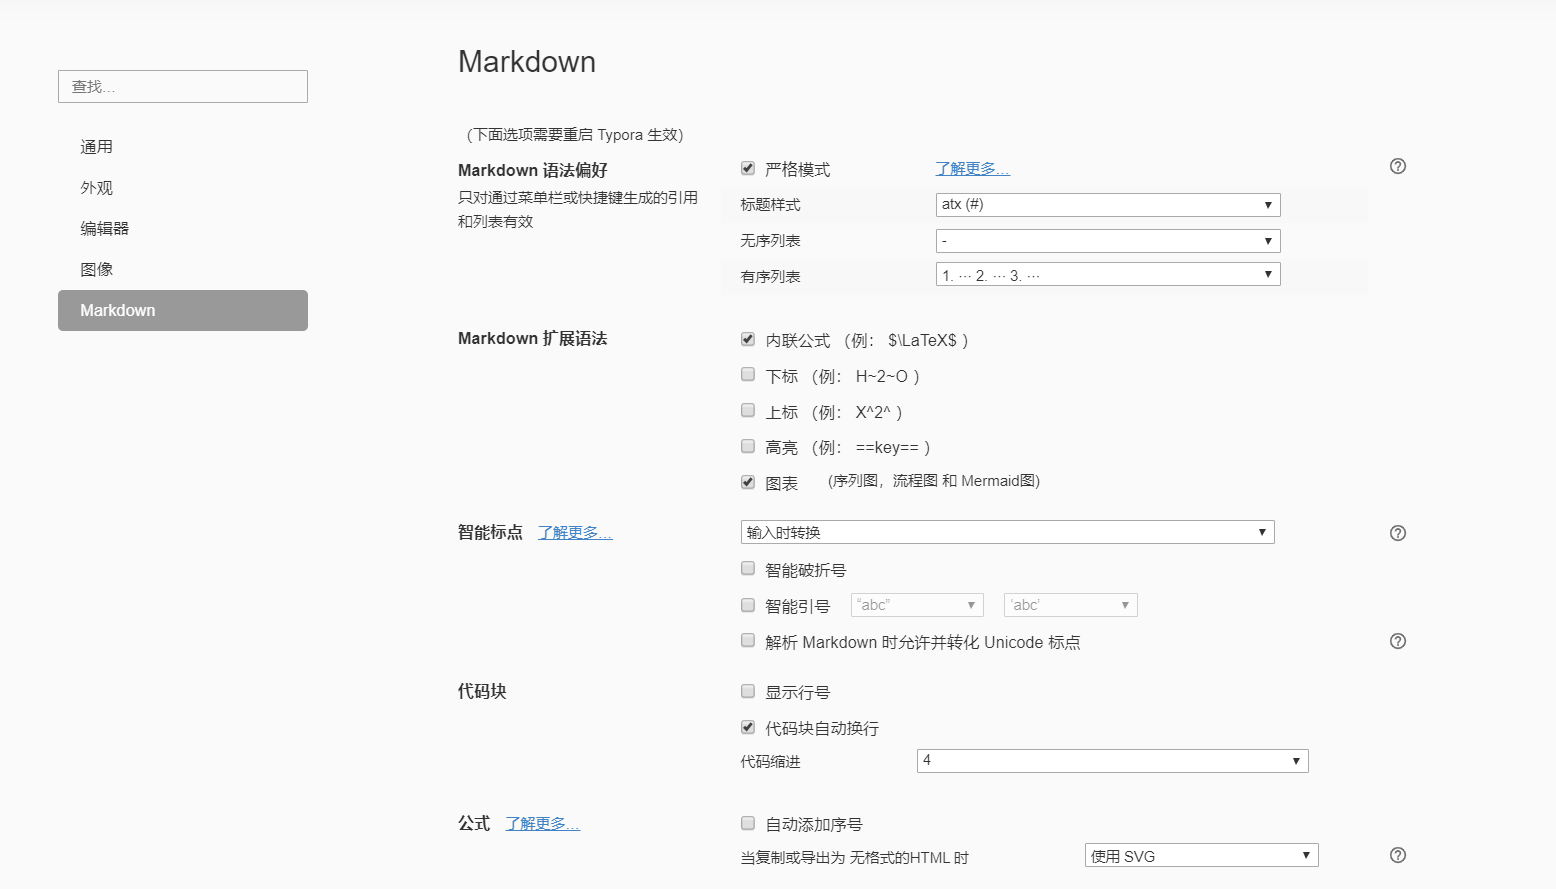 查找...
通用
外观
编辑器
图像
Markdown
Markdown
（下面选项需要重启 Typora 生效）
Markdown 语法偏好
只对通过菜单栏或快捷键生成的引用
和列表有效
严格模式 了解更多...
标题样式 atx (#)
无序列表 -
有序列表 1. ··· 2. ··· 3. ···
Markdown 扩展语法
内联公式 （例： $\LaTeX$ ）
下标 （例： H~2~O ）
上标 （例： X^2^ ）
高亮 （例： ==key== ）
图表 (序列图，流程图 和 Mermaid图)
智能标点 了解更多... 输入时转换
智能破折号
智能引号 “abc” ‘abc’
解析 Markdown 时允许并转化 Unicode 标点
代码块 显示行号
代码块自动换行
代码缩进 4
公式 了解更多... 自动添加序号
当复制或导出为 无格式的HTML 时 使用 SVG